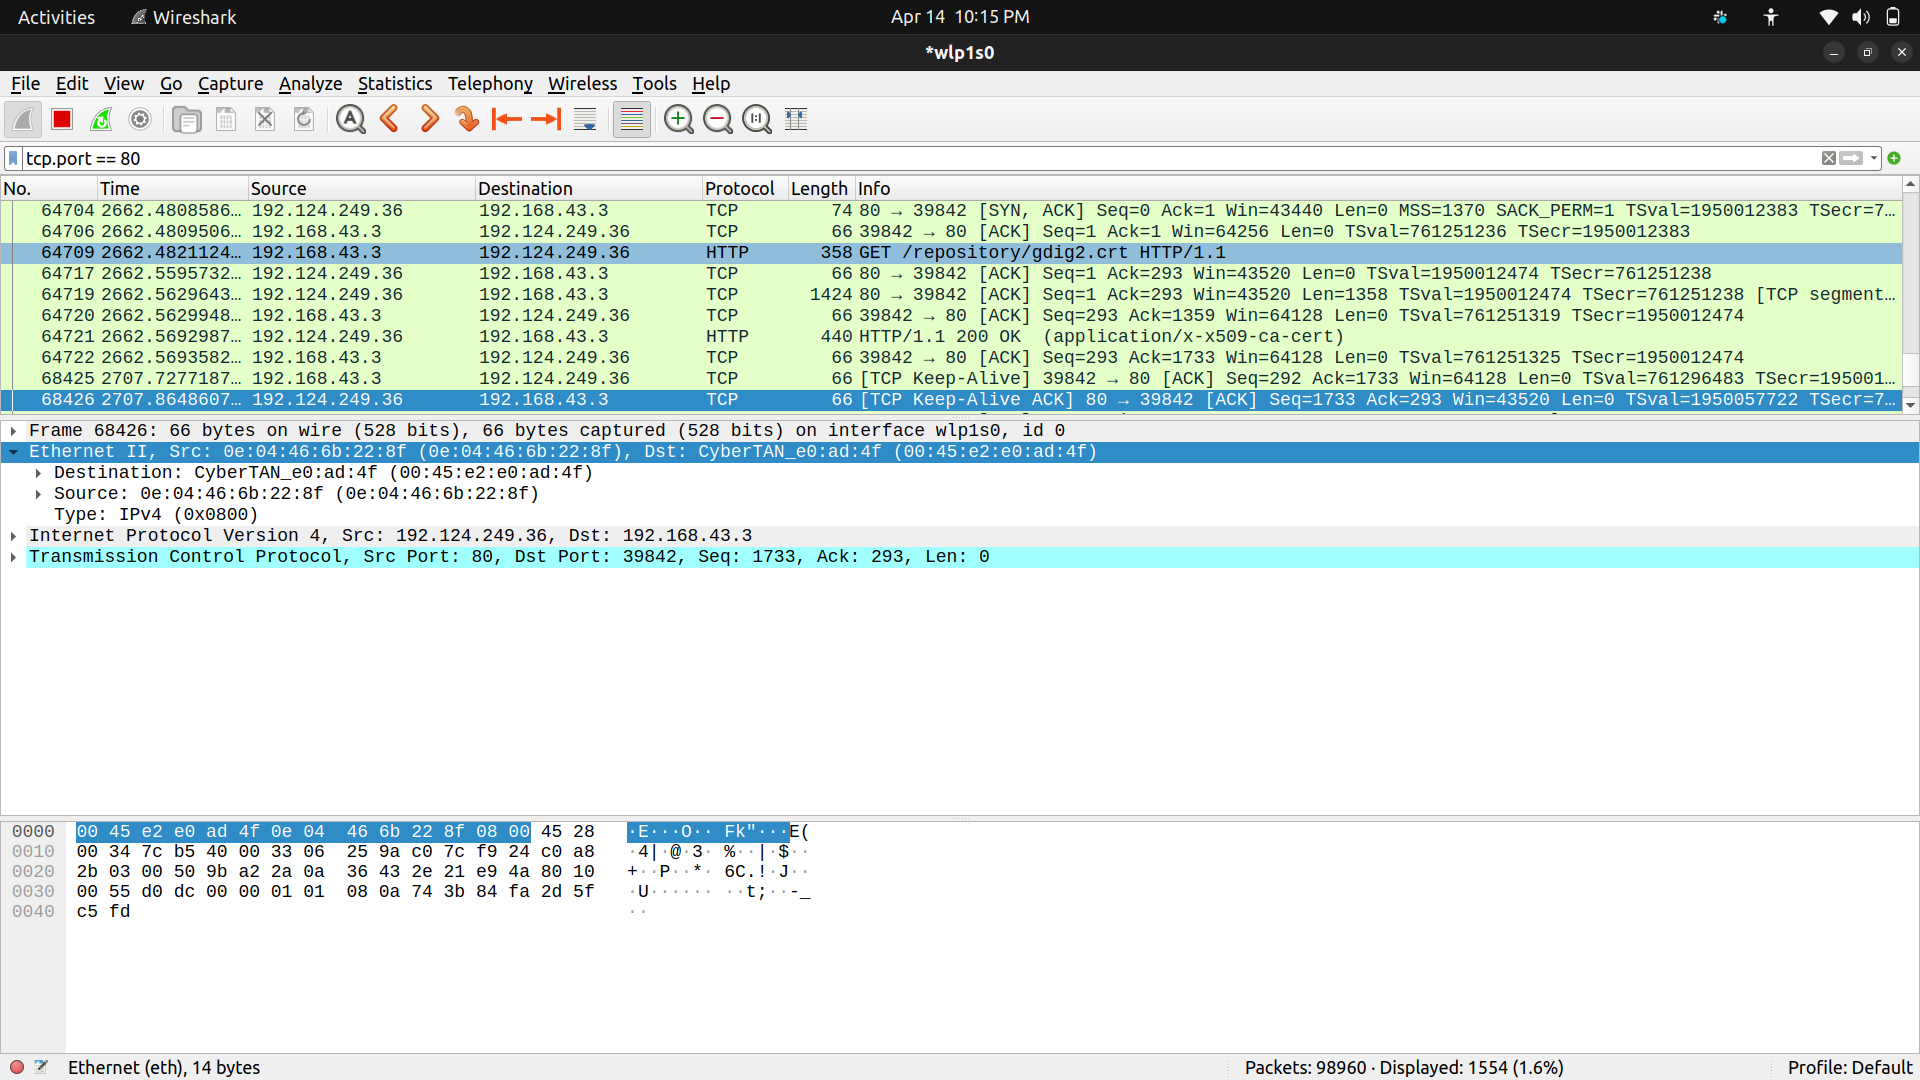 Activities Wireshark Apr 14 10:15 PM
*wlp1s0
File Edit View Go Capture Analyze Statistics Telephony Wireless Tools Help
tcp.port == 80
No. Time Source Destination Protocol Length Info
64704 2662.4808586… 192.124.249.36 192.168.43.3 TCP 74 80 → 39842 [SYN, ACK] Seq=0 Ack=1 Win=43440 Len=0 MSS=1370 SACK_PERM=1 TSval=1950012383 TSecr=7…
64706 2662.4809506… 192.168.43.3 192.124.249.36 TCP 66 39842 → 80 [ACK] Seq=1 Ack=1 Win=64256 Len=0 TSval=761251236 TSecr=1950012383
64709 2662.4821124… 192.168.43.3 192.124.249.36 HTTP 358 GET /repository/gdig2.crt HTTP/1.1
64717 2662.5595732… 192.124.249.36 192.168.43.3 TCP 66 80 → 39842 [ACK] Seq=1 Ack=293 Win=43520 Len=0 TSval=1950012474 TSecr=761251238
64719 2662.5629643… 192.124.249.36 192.168.43.3 TCP 1424 80 → 39842 [ACK] Seq=1 Ack=293 Win=43520 Len=1358 TSval=1950012474 TSecr=761251238 [TCP segment…
64720 2662.5629948… 192.168.43.3 192.124.249.36 TCP 66 39842 → 80 [ACK] Seq=293 Ack=1359 Win=64128 Len=0 TSval=761251319 TSecr=1950012474
64721 2662.5692987… 192.124.249.36 192.168.43.3 HTTP 440 HTTP/1.1 200 OK (application/x-x509-ca-cert)
64722 2662.5693582… 192.168.43.3 192.124.249.36 TCP 66 39842 → 80 [ACK] Seq=293 Ack=1733 Win=64128 Len=0 TSval=761251325 TSecr=1950012474
68425 2707.7277187… 192.168.43.3 192.124.249.36 TCP 66 [TCP Keep-Alive] 39842 → 80 [ACK] Seq=292 Ack=1733 Win=64128 Len=0 TSval=761296483 TSecr=195001…
68426 2707.8648607… 192.124.249.36 192.168.43.3 TCP 66 [TCP Keep-Alive ACK] 80 → 39842 [ACK] Seq=1733 Ack=293 Win=43520 Len=0 TSval=1950057722 TSecr=7…
Frame 68426: 66 bytes on wire (528 bits), 66 bytes captured (528 bits) on interface wlp1s0, id 0
Ethernet II, Src: 0e:04:46:6b:22:8f (0e:04:46:6b:22:8f), Dst: CyberTAN_e0:ad:4f (00:45:e2:e0:ad:4f)
Destination: CyberTAN_e0:ad:4f (00:45:e2:e0:ad:4f)
Source: 0e:04:46:6b:22:8f (0e:04:46:6b:22:8f)
Type: IPv4 (0x0800)
Internet Protocol Version 4, Src: 192.124.249.36, Dst: 192.168.43.3
Transmission Control Protocol, Src Port: 80, Dst Port: 39842, Seq: 1733, Ack: 293, Len: 0
0000 00 45 e2 e0 ad 4f 0e 04 46 6b 22 8f 08 00 45 28 ·E···O·· Fk"···E(
0010 00 34 7c b5 40 00 33 06 25 9a c0 7c f9 24 c0 a8 ·4|·@·3· %··|·$··
0020 2b 03 00 50 9b a2 2a 0a 36 43 2e 21 e9 4a 80 10 +··P··*· 6C.!·J··
0030 00 55 d0 dc 00 00 01 01 08 0a 74 3b 84 fa 2d 5f ·U······ ··t;··-_
0040 c5 fd ··
Ethernet (eth), 14 bytes Packets: 98960 · Displayed: 1554 (1.6%) Profile: Default